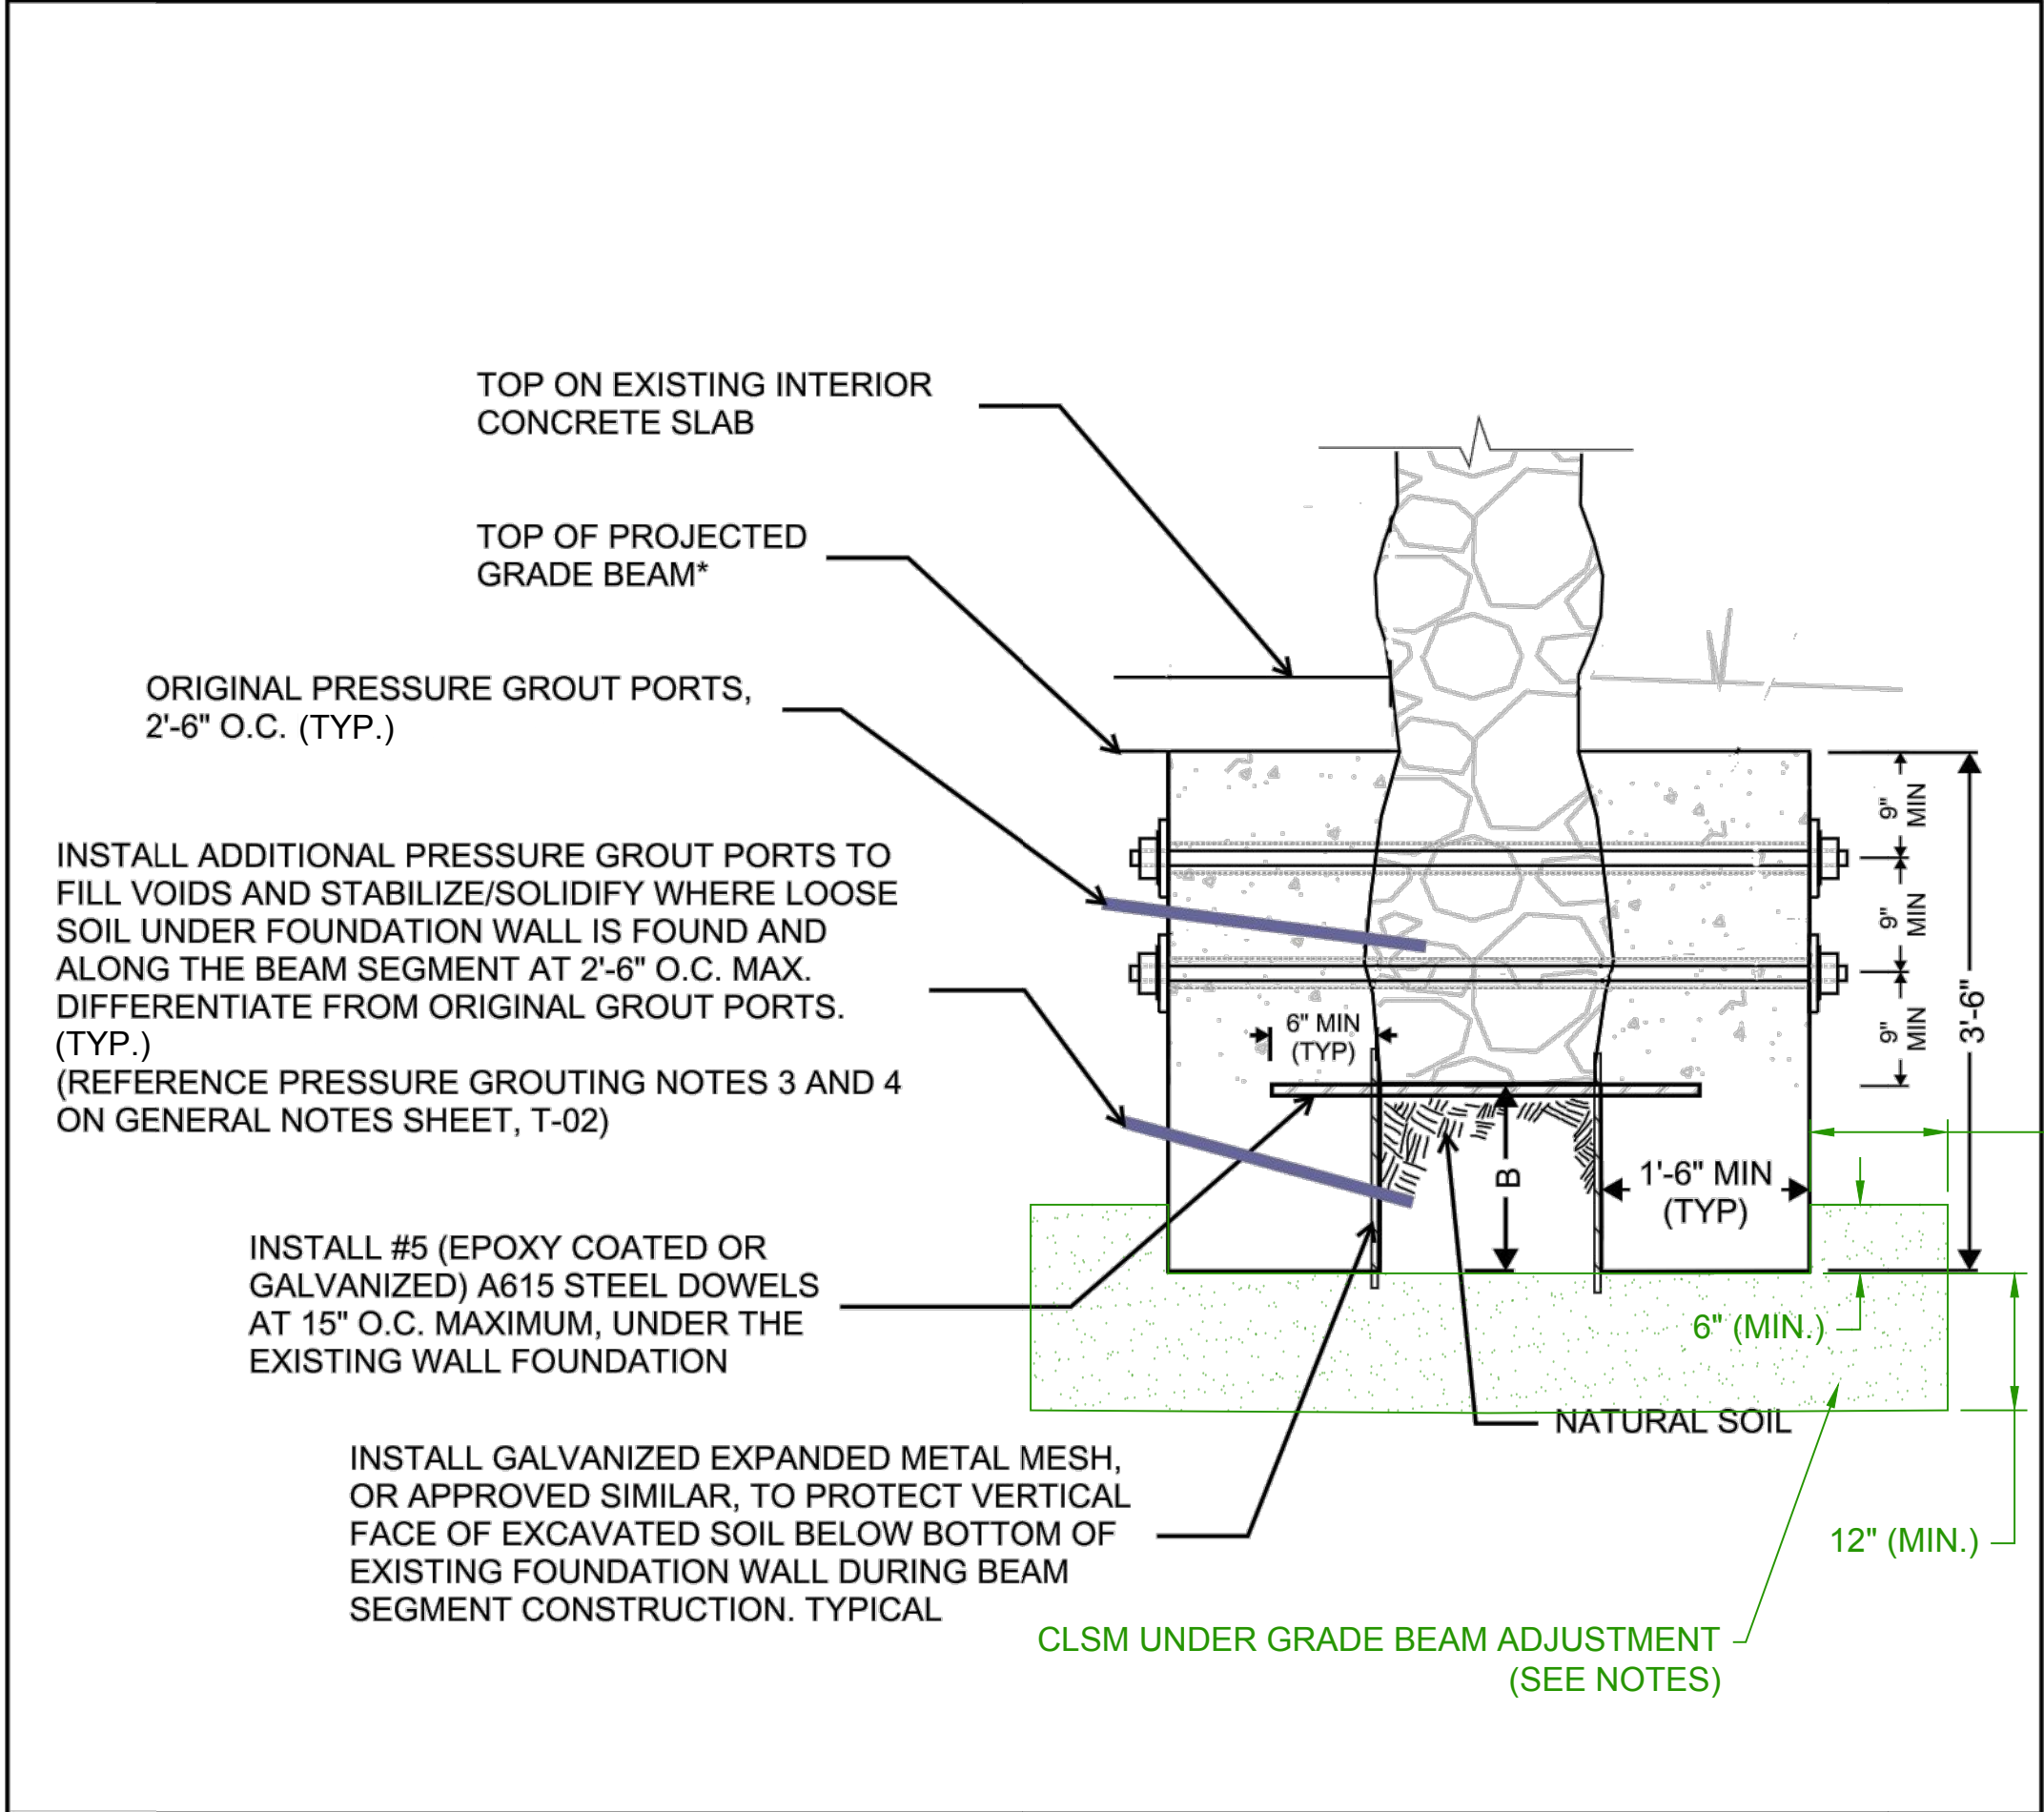 TOP ON EXISTING INTERIOR
CONCRETE SLAB
TOP OF PROJECTED
GRADE BEAM*
ORIGINAL PRESSURE GROUT PORTS,
2'-6" O.C. (TYP.)
INSTALL ADDITIONAL PRESSURE GROUT PORTS TO
FILL VOIDS AND STABILIZE/SOLIDIFY WHERE LOOSE
SOIL UNDER FOUNDATION WALL IS FOUND AND
ALONG THE BEAM SEGMENT AT 2'-6" O.C. MAX.
DIFFERENTIATE FROM ORIGINAL GROUT PORTS.
(TYP.)
(REFERENCE PRESSURE GROUTING NOTES 3 AND 4
ON GENERAL NOTES SHEET, T-02)
INSTALL #5 (EPOXY COATED OR
GALVANIZED) A615 STEEL DOWELS
AT 15" O.C. MAXIMUM, UNDER THE
EXISTING WALL FOUNDATION
INSTALL GALVANIZED EXPANDED METAL MESH,
OR APPROVED SIMILAR, TO PROTECT VERTICAL
FACE OF EXCAVATED SOIL BELOW BOTTOM OF
EXISTING FOUNDATION WALL DURING BEAM
SEGMENT CONSTRUCTION. TYPICAL
9"
MIN
9"
MIN
9"
MIN
3'-6"
6" MIN
(TYP)
B
1'-6" MIN
(TYP)
6" (MIN.)
NATURAL SOIL
12" (MIN.)
CLSM UNDER GRADE BEAM ADJUSTMENT
(SEE NOTES)